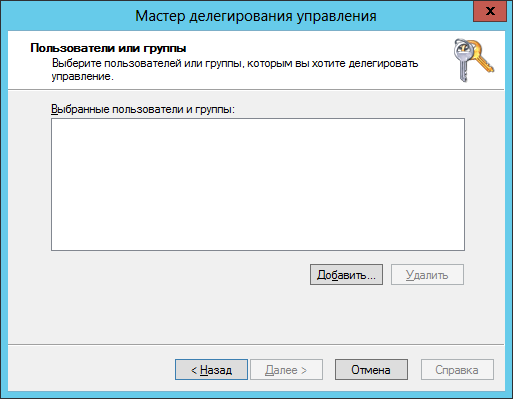 Мастер делегирования управления
x
Пользователи или группы
Выберите пользователей или группы, которым вы хотите делегировать
управление.
Выбранные пользователи и группы:
Добавить...
Удалить
< Назад
Далее >
Отмена
Справка